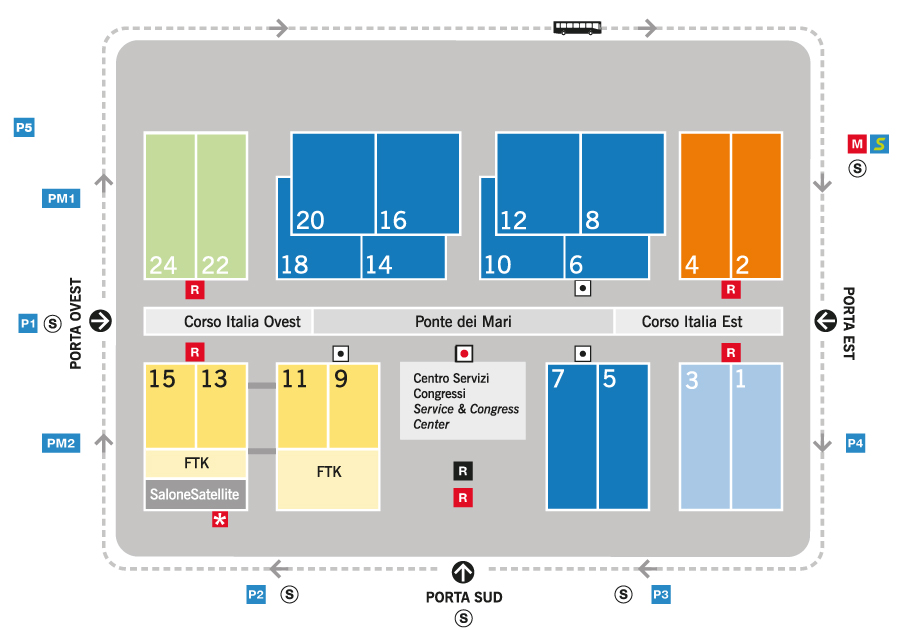 P5
M S
S
PM1
20 16
12 8
24 22
18 14
10 6
4 2
R
R
PORTA OVEST
P1 S
Corso Italia Ovest
Ponte dei Mari
Corso Italia Est
PORTA EST
R
R
15 13
11 9
Centro Servizi
Congressi
Service & Congress
Center
7 5
3 1
PM2
P4
FTK
FTK
SaloneSatellite
R
R
*
P2 S
PORTA SUD
S
S P3